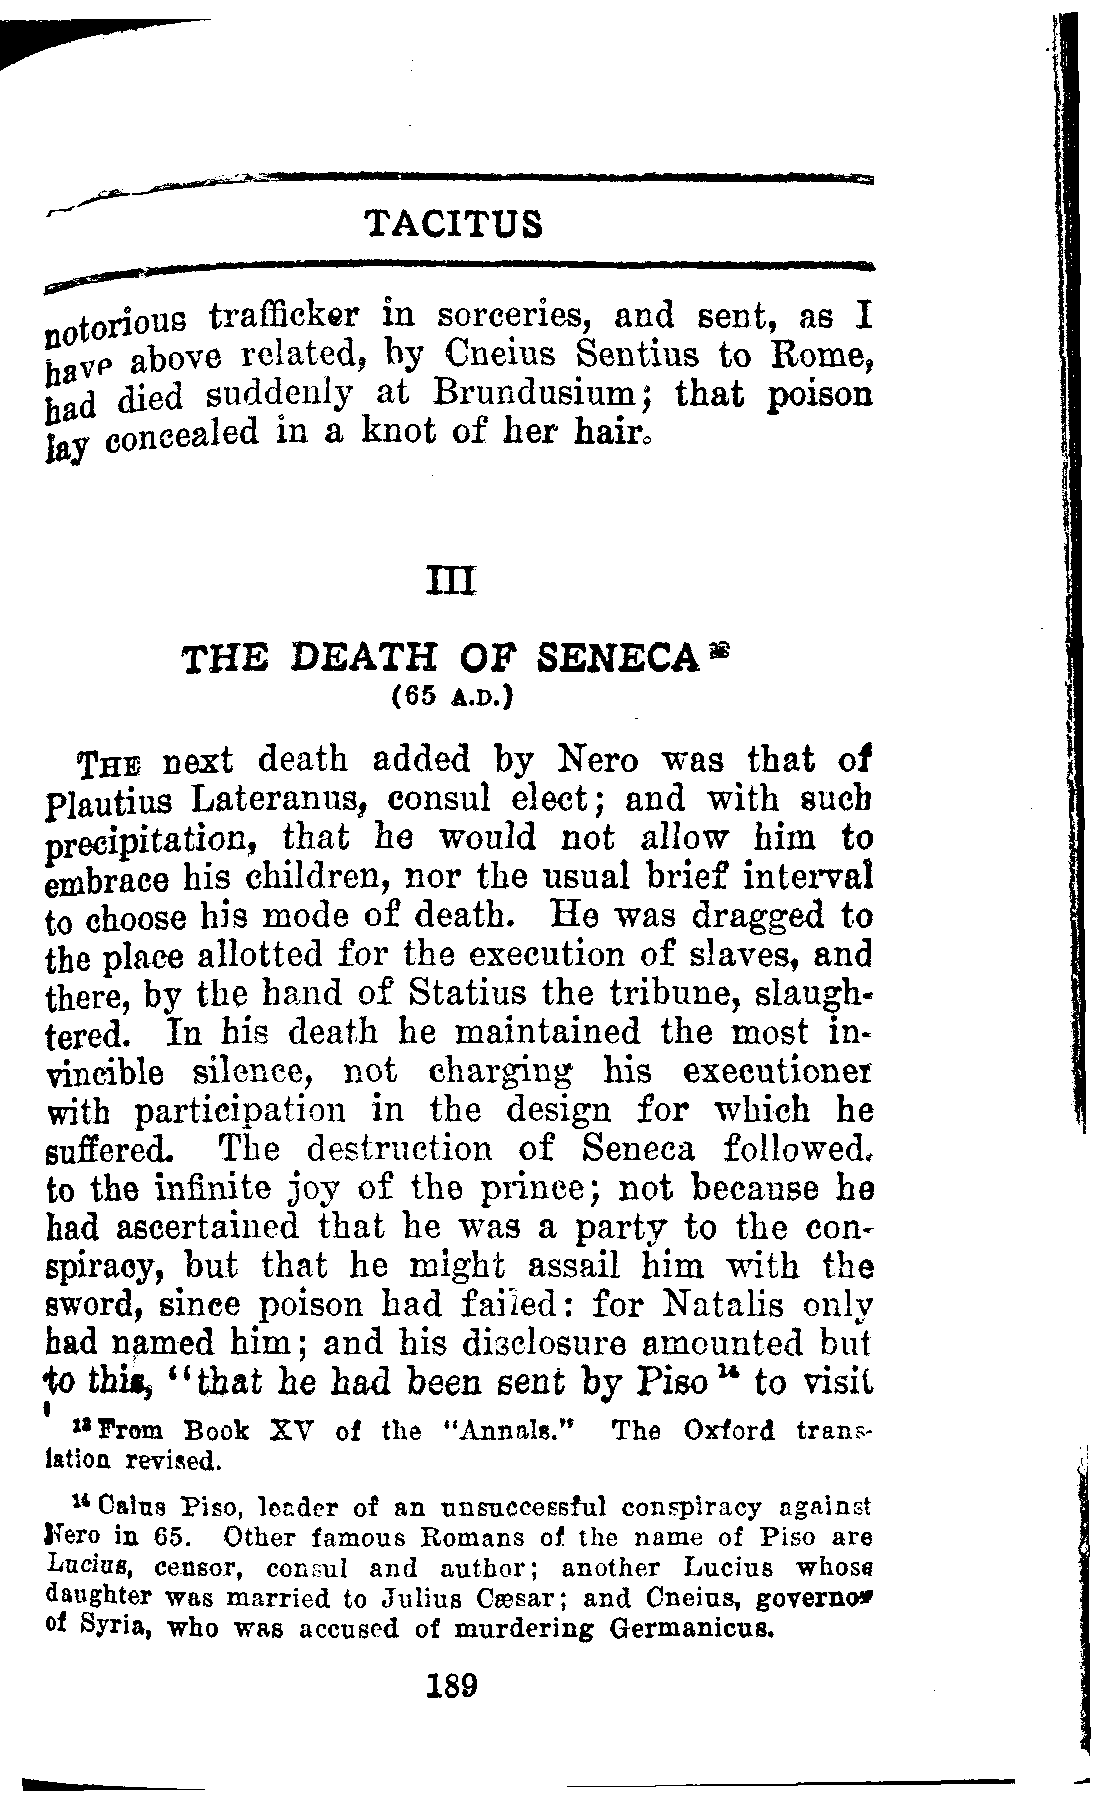 TACITUS
notorious trafficker in sorceries, and sent, as I
have above related, by Cneius Sentius to Rome,
had died suddenly at Brundusium; that poison
lay concealed in a knot of her hair.
III
THE DEATH OF SENECA
(65 A.D.)
THE next death added by Nero was that of
Plautius Lateranus, consul elect; and with such
precipitation, that he would not allow him to
embrace his children, nor the usual brief interval
to choose his mode of death. He was dragged to
the place allotted for the execution of slaves, and
there, by the hand of Statius the tribune, slaugh-
tered. In his death he maintained the most in-
vincible silence, not charging his executioner
with participation in the design for which he
suffered. The destruction of Seneca followed,
to the infinite joy of the prince; not because he
had ascertained that he was a party to the con-
spiracy, but that he might assail him with the
sword, since poison had failed: for Natalis only
had named him; and his disclosure amounted but
to this, "that he had been sent by Piso¹⁴ to visit
¹³ From Book XV of the "Annals." The Oxford trans-
lation revised.
¹⁴ Caius Piso, leader of an unsuccessful conspiracy against
Nero in 65. Other famous Romans of the name of Piso are
Lucius, censor, consul and author; another Lucius whose
daughter was married to Julius Cæsar; and Cneius, governor
of Syria, who was accused of murdering Germanicus.
189